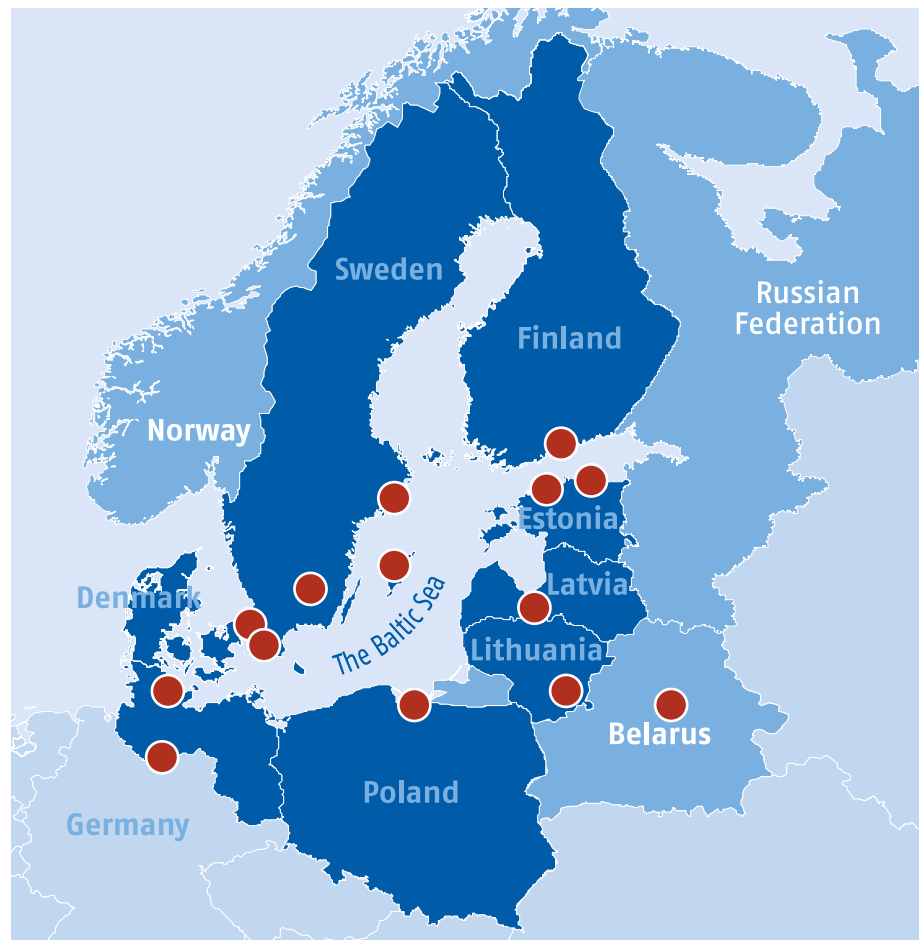 Sweden
Russian
Federation
Finland
Norway
Estonia
Denmark
Latvia
The Baltic Sea
Lithuania
Belarus
Poland
Germany